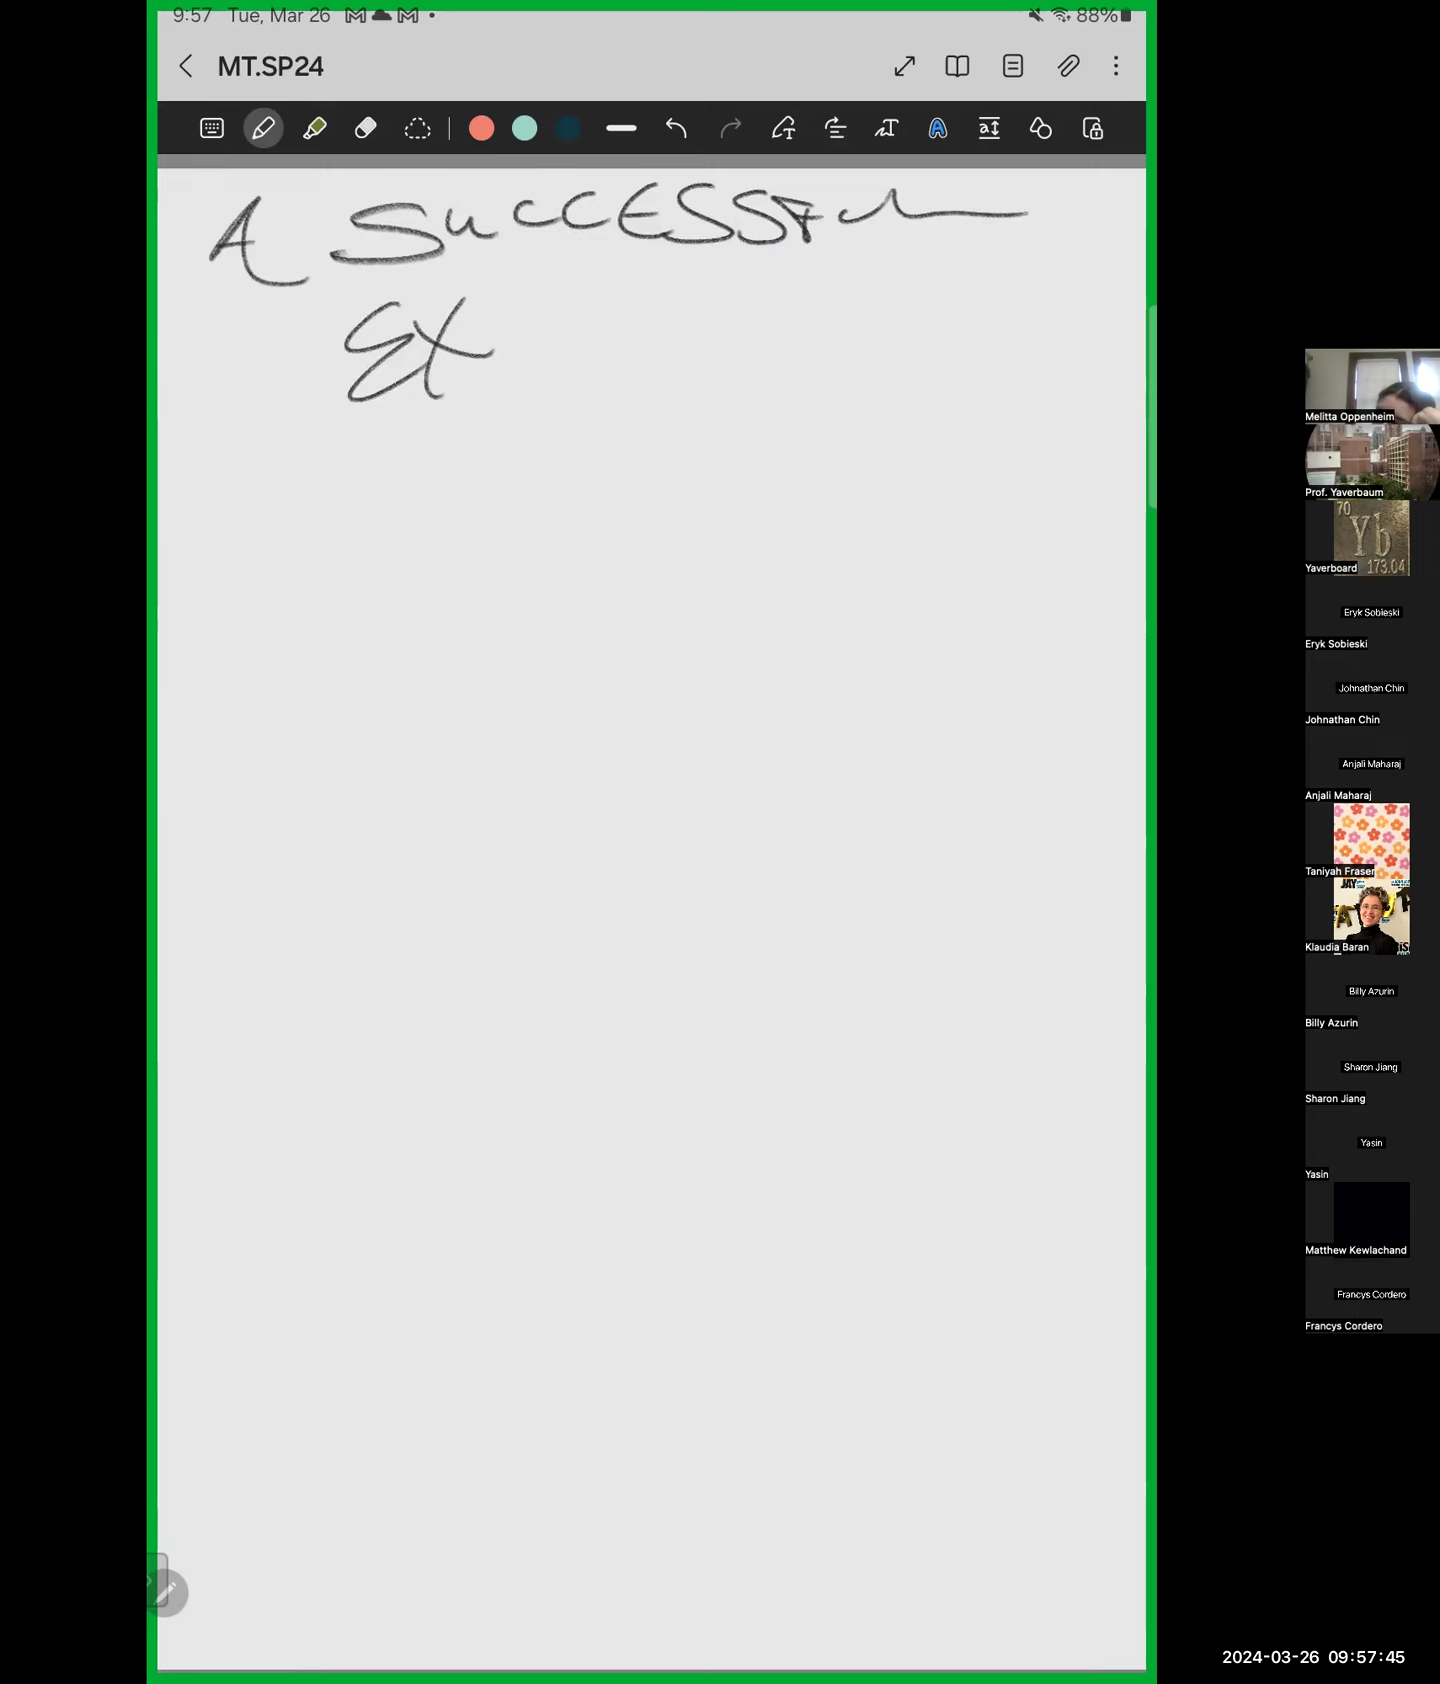 9:57 Tue, Mar 26 88%
MT.SP24
A SUCCESSFUL
EX
Melitta Oppenheim
Prof. Yaverbaum
70
Yb
173.04
Yaverboard
Eryk Sobieski
Eryk Sobieski
Johnathan Chin
Johnathan Chin
Anjali Maharaj
Anjali Maharaj
Taniyah Fraser
JAY
Klaudia Baran
Billy Azurin
Billy Azurin
Sharon Jiang
Sharon Jiang
Yasin
Yasin
Matthew Kewlachand
Francys Cordero
Francys Cordero
2024-03-26 09:57:45